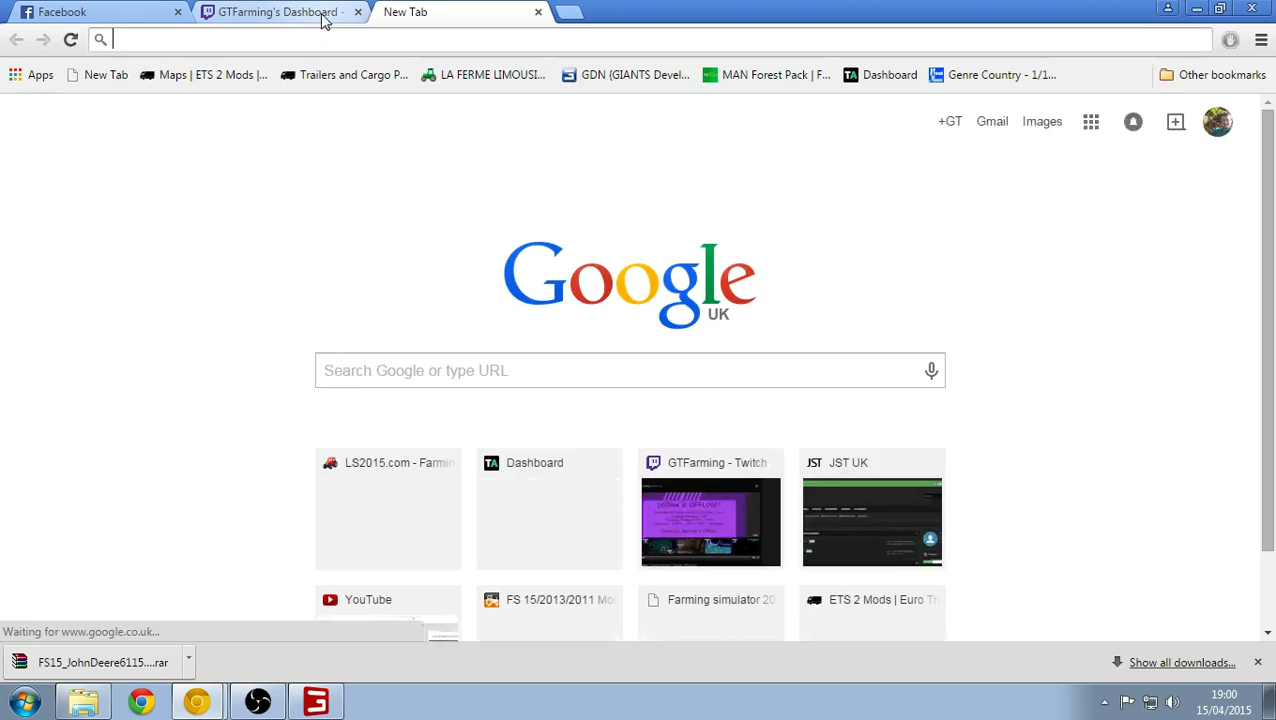 Facebook
GTFarming's Dashboard -
New Tab
Apps
New Tab
Maps | ETS 2 Mods |...
Trailers and Cargo P...
LA FERME LIMOUSI...
GDN {GIANTS Devel...
MAN Forest Pack | F...
TA
Dashboard
Genre Country - 1/1...
Other bookmarks
+GT
Gmail
Images
Google
UK
Search Google or type URL
LS2015.com - Farmin
TA
Dashboard
GTFarming - Twitch
JST
JST UK
YouTube
FS 15/2013/2011 Mo
Farming simulator 20
ETS 2 Mods | Euro Tr
Waiting for www.google.co.uk...
FS15_JohnDeere6115....rar
Show all downloads...
19:00
15/04/2015